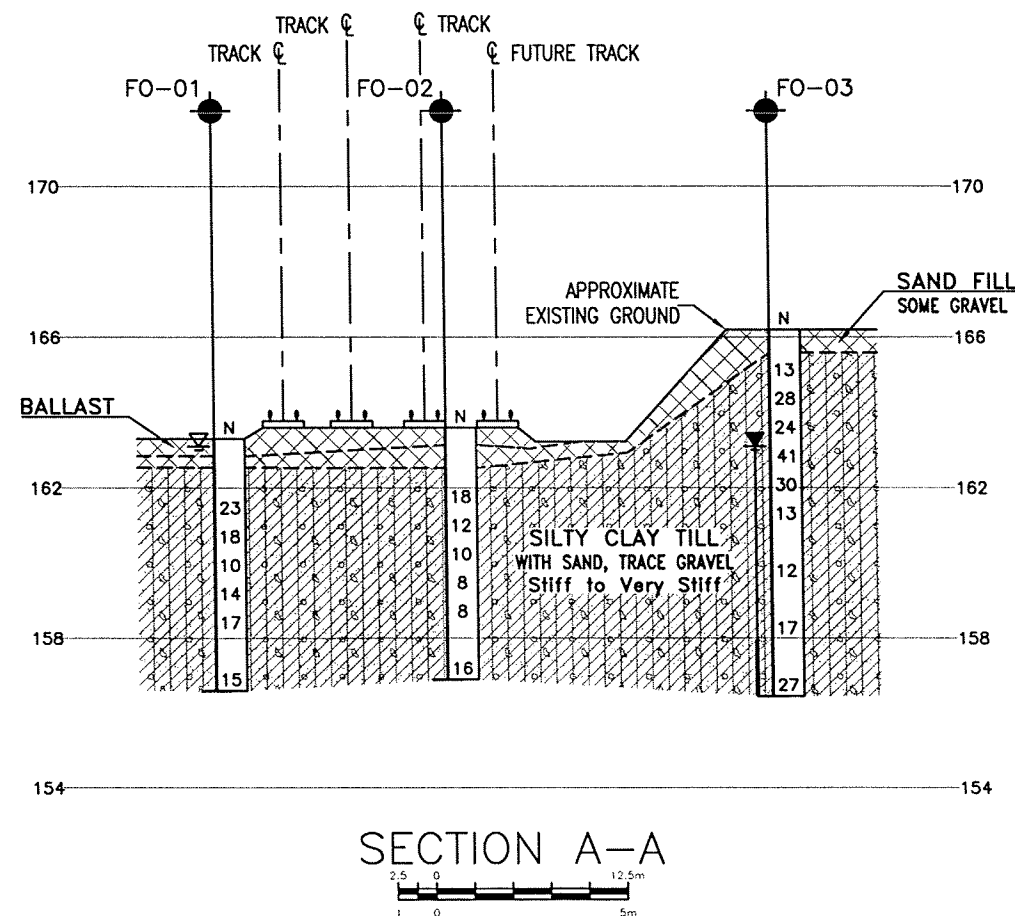 TRACK ℄
℄ TRACK
TRACK ℄
℄ FUTURE TRACK
FO-01
FO-02
FO-03
170
170
APPROXIMATE
EXISTING GROUND
SAND FILL
SOME GRAVEL
166
166
N
13
28
24
41
30
13
12
17
27
BALLAST
N
23
18
10
14
17
15
N
18
12
10
8
8
16
162
162
SILTY CLAY TILL
WITH SAND, TRACE GRAVEL
Stiff to Very Stiff
158
158
154
154
SECTION A-A
2.5 0 12.5m
1 0 5m